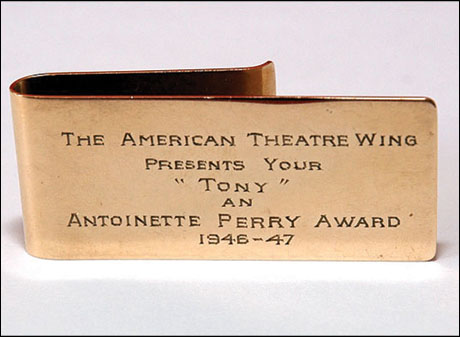 THE AMERICAN THEATRE WING
PRESENTS YOUR
"TONY"
AN
ANTOINETTE PERRY AWARD
1946-47